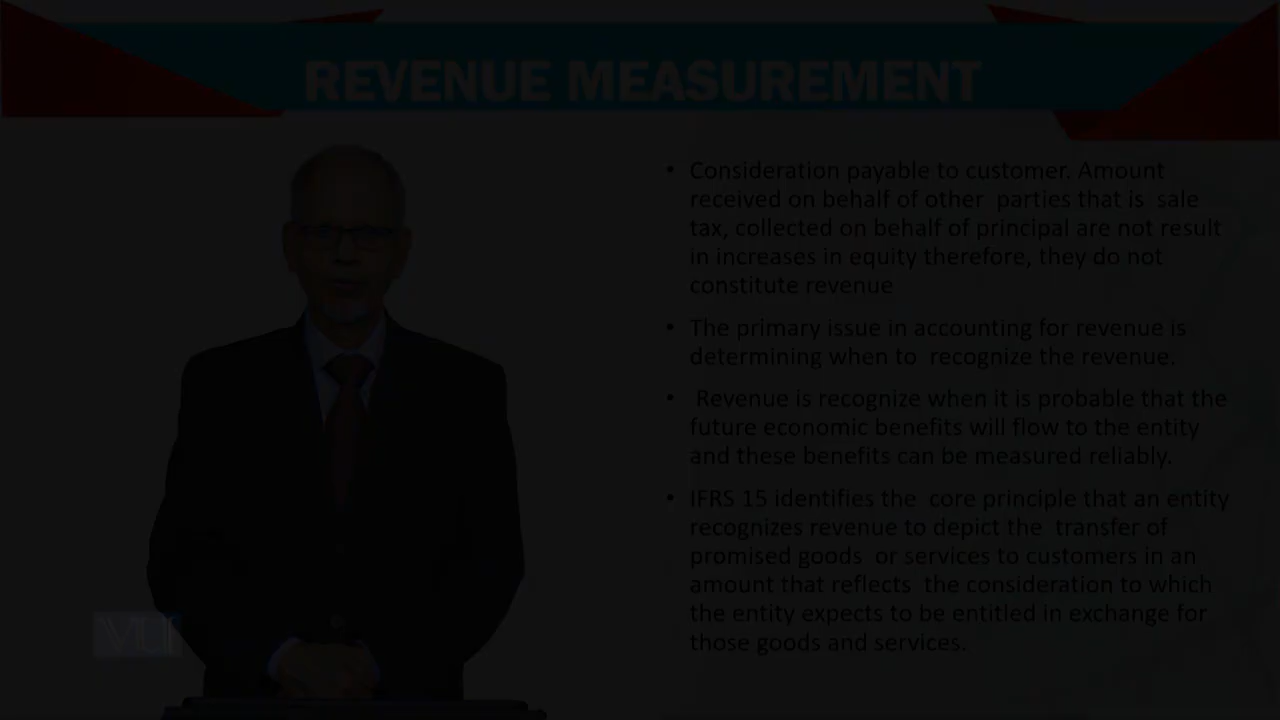 REVENUE MEASUREMENT
• Consideration payable to customer. Amount
received on behalf of other parties that is sale
tax, collected on behalf of principal are not result
in increases in equity therefore, they do not
constitute revenue
• The primary issue in accounting for revenue is
determining when to recognize the revenue.
• Revenue is recognize when it is probable that the
future economic benefits will flow to the entity
and these benefits can be measured reliably.
• IFRS 15 identifies the core principle that an entity
recognizes revenue to depict the transfer of
promised goods or services to customers in an
amount that reflects the consideration to which
the entity expects to be entitled in exchange for
those goods and services.